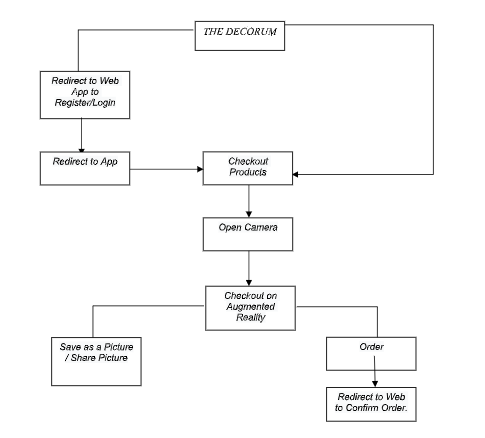 THE DECORUM
Redirect to Web
App to
Register/Login
Redirect to App
Checkout
Products
Open Camera
Checkout on
Augmented
Reality
Save as a Picture
/ Share Picture
Order
Redirect to Web
to Confirm Order.